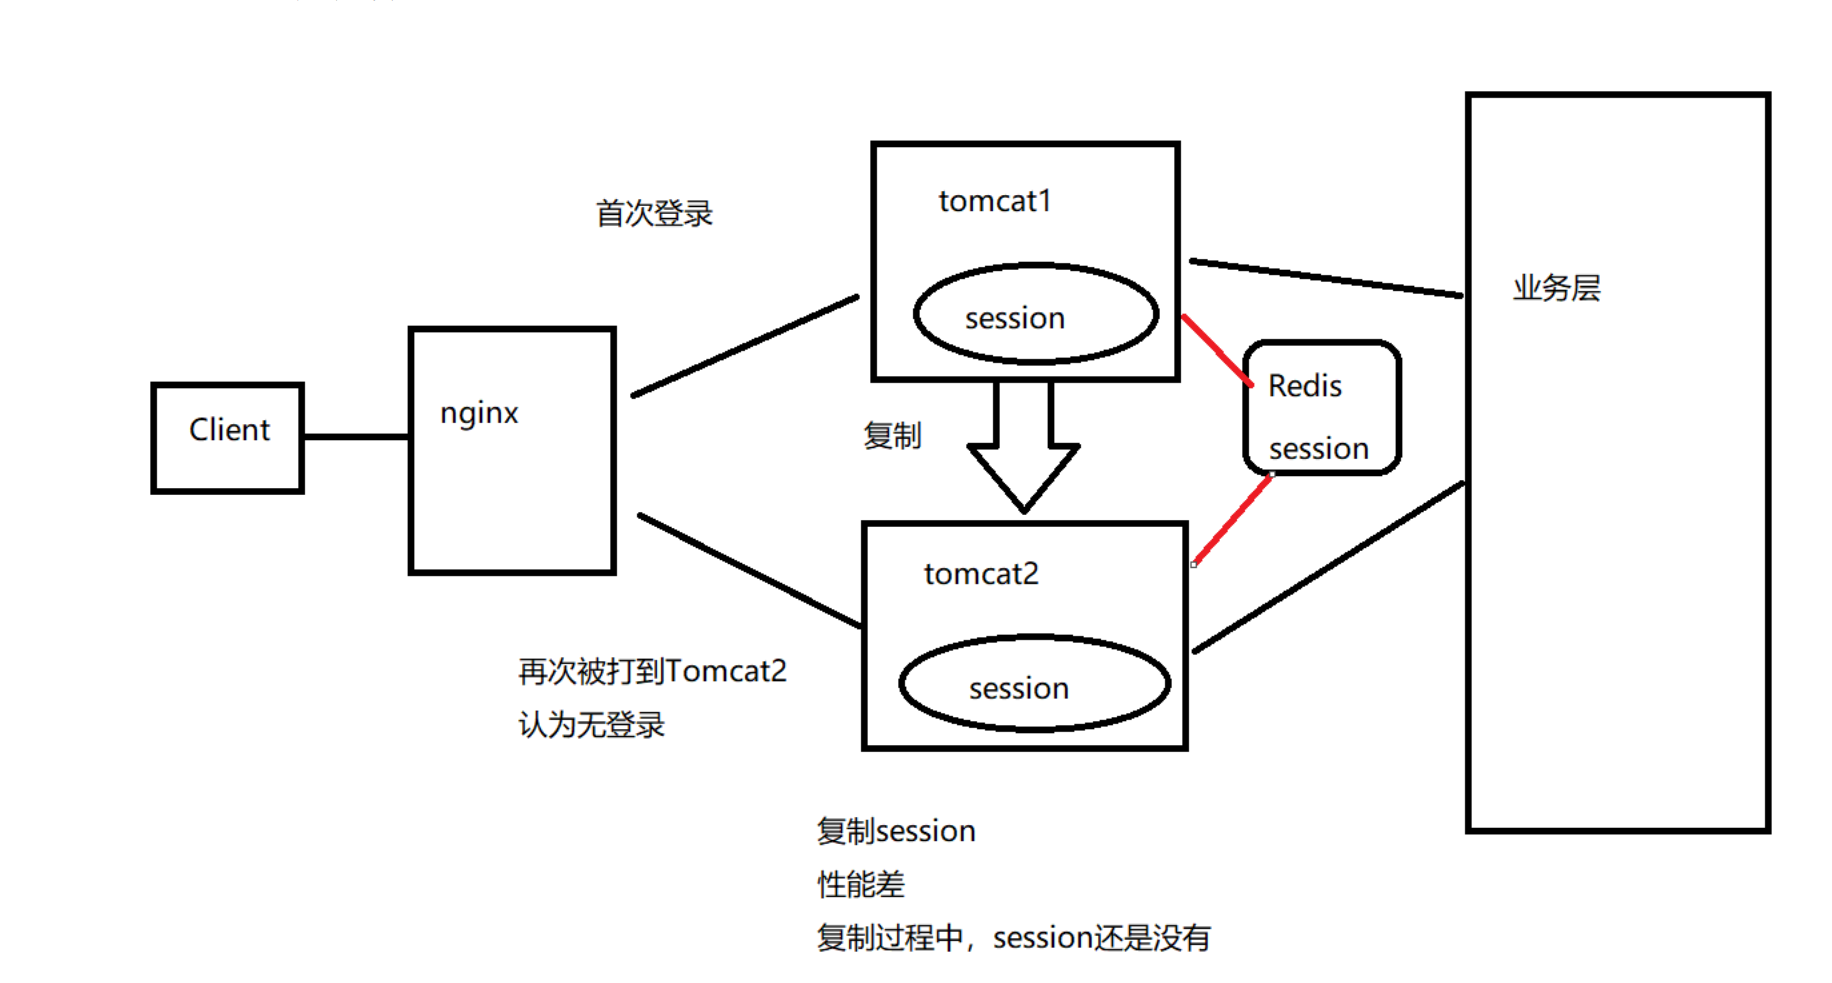 首次登录
tomcat1
session
业务层
Client
nginx
复制
Redis
session
tomcat2
session
再次被打到Tomcat2
认为无登录
复制session
性能差
复制过程中，session还是没有